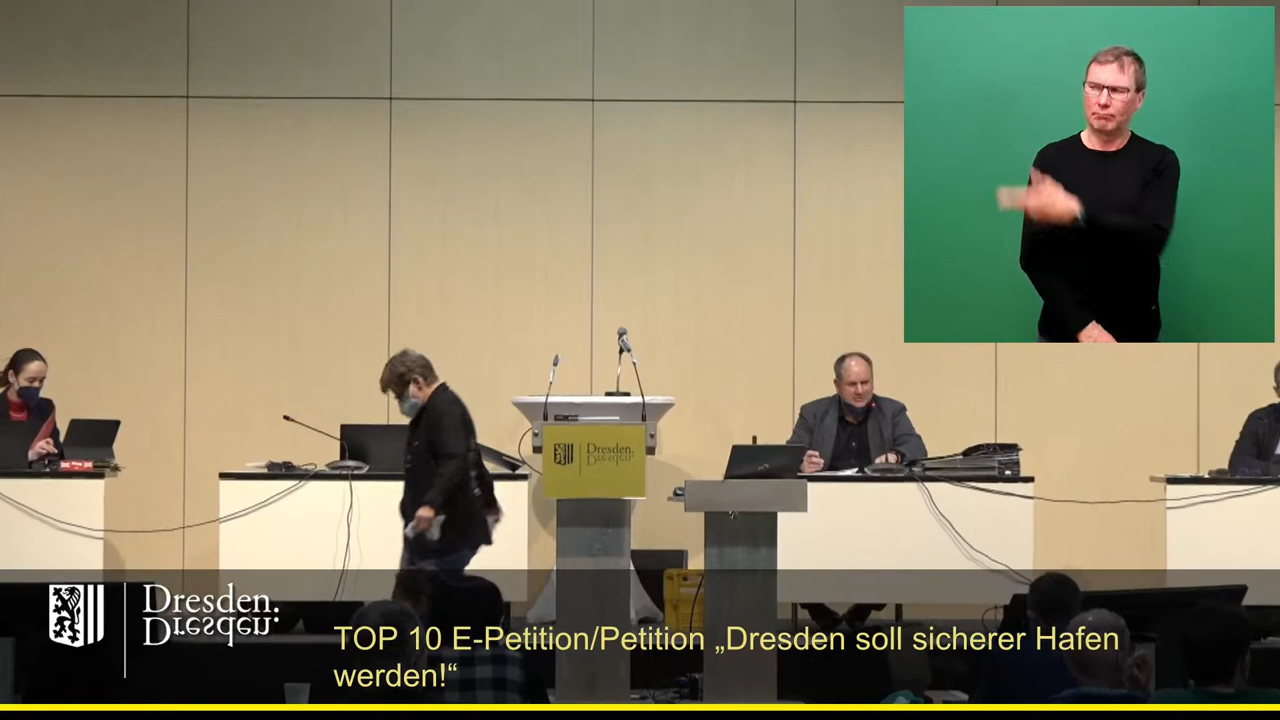 Dresden.
Dresden.
Dresden.
Dresden.
TOP 10 E-Petition/Petition „Dresden soll sicherer Hafen
werden!“